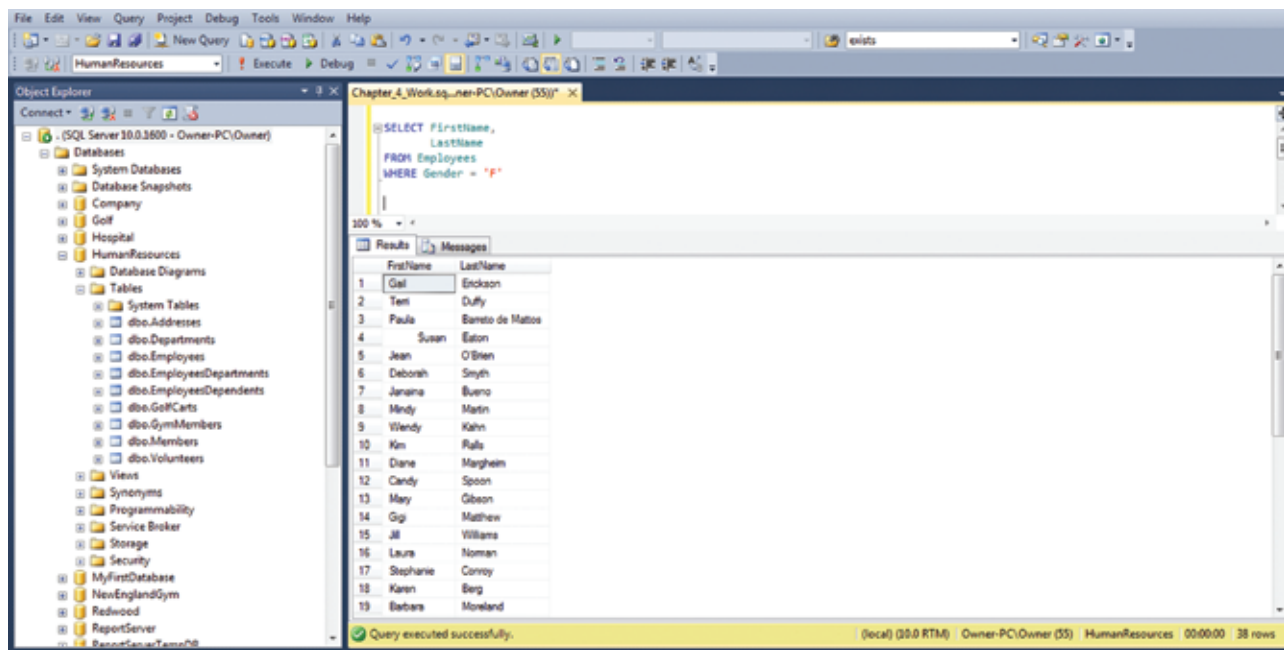 File Edit View Query Project Debug Tools Window Help
New Query exists
HumanResources Execute Debug
Object Explorer
Connect
. (SQL Server 10.0.1600 - Owner-PC\Owner)
Databases
System Databases
Database Snapshots
Company
Golf
Hospital
HumanResources
Database Diagrams
Tables
System Tables
dbo.Addresses
dbo.Departments
dbo.Employees
dbo.EmployeesDepartments
dbo.EmployeesDependents
dbo.GolfCarts
dbo.GymMembers
dbo.Members
dbo.Volunteers
Views
Synonyms
Programmability
Service Broker
Storage
Security
MyFirstDatabase
NewEnglandGym
Redwood
ReportServer
ReportServerTempDB
Chapter_4_Work.sq...ner-PC\Owner (55))*
SELECT FirstName,
LastName
FROM Employees
WHERE Gender = 'F'
100 %
Results Messages
FirstName LastName
1 Gail Erickson
2 Terri Duffy
3 Paula Barreto de Mattos
4 Susan Eaton
5 Jean O'Brien
6 Deborah Smyth
7 Janaina Bueno
8 Mindy Martin
9 Wendy Kahn
10 Kim Ralls
11 Diane Margheim
12 Candy Spoon
13 Mary Gibson
14 Gigi Matthew
15 Jill Williams
16 Laura Norman
17 Stephanie Conroy
18 Karen Berg
19 Barbara Moreland
Query executed successfully. (local) (10.0 RTM) Owner-PC\Owner (55) HumanResources 00:00:00 38 rows